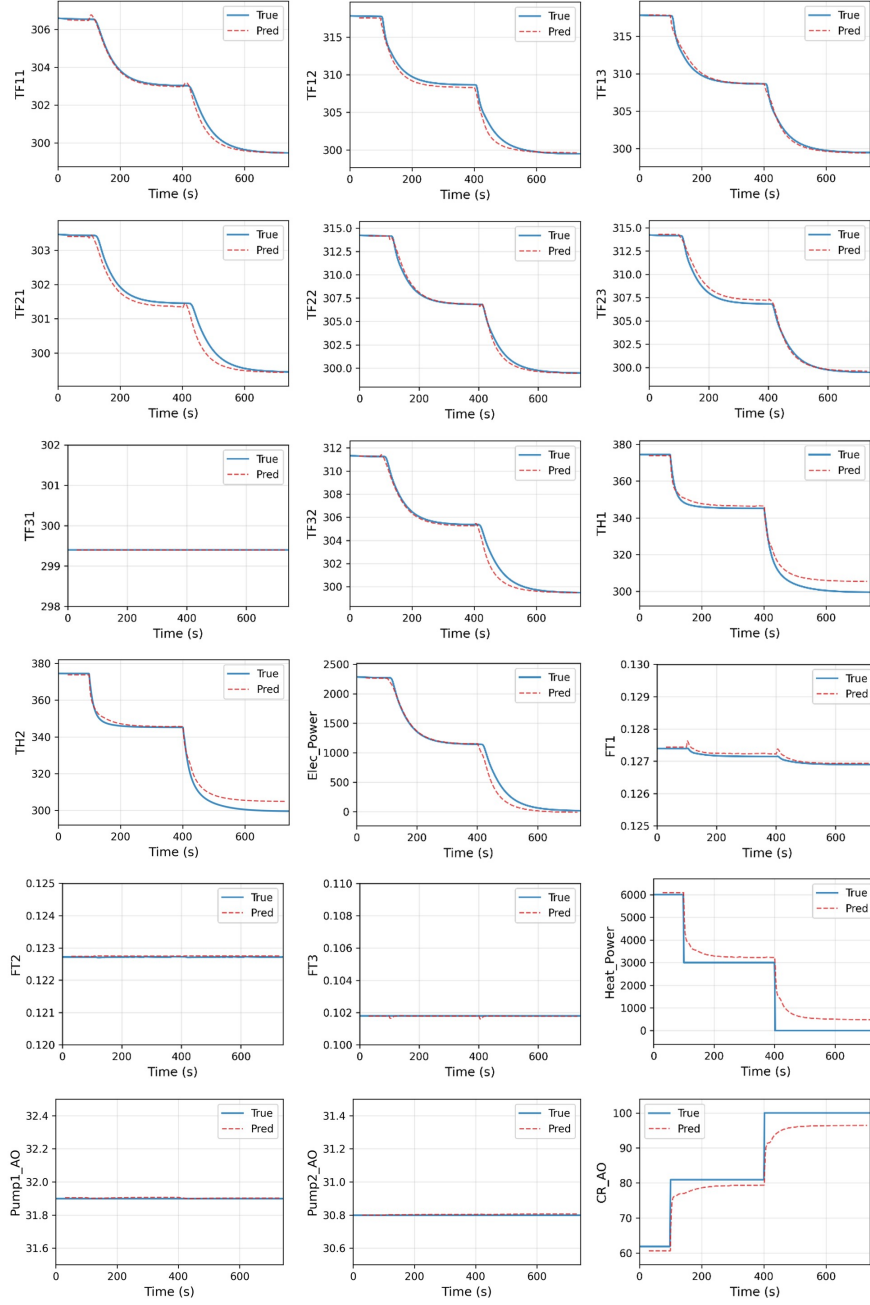 TF11
306
304
302
300
True
Pred
0 200 400 600
Time (s)
TF12
315
310
305
300
True
Pred
0 200 400 600
Time (s)
TF13
315
310
305
300
True
Pred
0 200 400 600
Time (s)
TF21
303
302
301
300
True
Pred
0 200 400 600
Time (s)
TF22
315.0
312.5
310.0
307.5
305.0
302.5
300.0
True
Pred
0 200 400 600
Time (s)
TF23
315.0
312.5
310.0
307.5
305.0
302.5
300.0
True
Pred
0 200 400 600
Time (s)
TF31
302
301
300
299
298
True
Pred
0 200 400 600
Time (s)
TF32
312
310
308
306
304
302
300
True
Pred
0 200 400 600
Time (s)
TH1
380
360
340
320
300
True
Pred
0 200 400 600
Time (s)
TH2
380
360
340
320
300
True
Pred
0 200 400 600
Time (s)
Elec_Power
2500
2000
1500
1000
500
0
True
Pred
0 200 400 600
Time (s)
FT1
0.130
0.129
0.128
0.127
0.126
0.125
True
Pred
0 200 400 600
Time (s)
FT2
0.125
0.124
0.123
0.122
0.121
0.120
True
Pred
0 200 400 600
Time (s)
FT3
0.110
0.108
0.106
0.104
0.102
0.100
True
Pred
0 200 400 600
Time (s)
Heat_Power
6000
5000
4000
3000
2000
1000
0
True
Pred
0 200 400 600
Time (s)
Pump1_AO
32.4
32.2
32.0
31.8
31.6
True
Pred
0 200 400 600
Time (s)
Pump2_AO
31.4
31.2
31.0
30.8
30.6
True
Pred
0 200 400 600
Time (s)
CR_AO
100
90
80
70
60
True
Pred
0 200 400 600
Time (s)